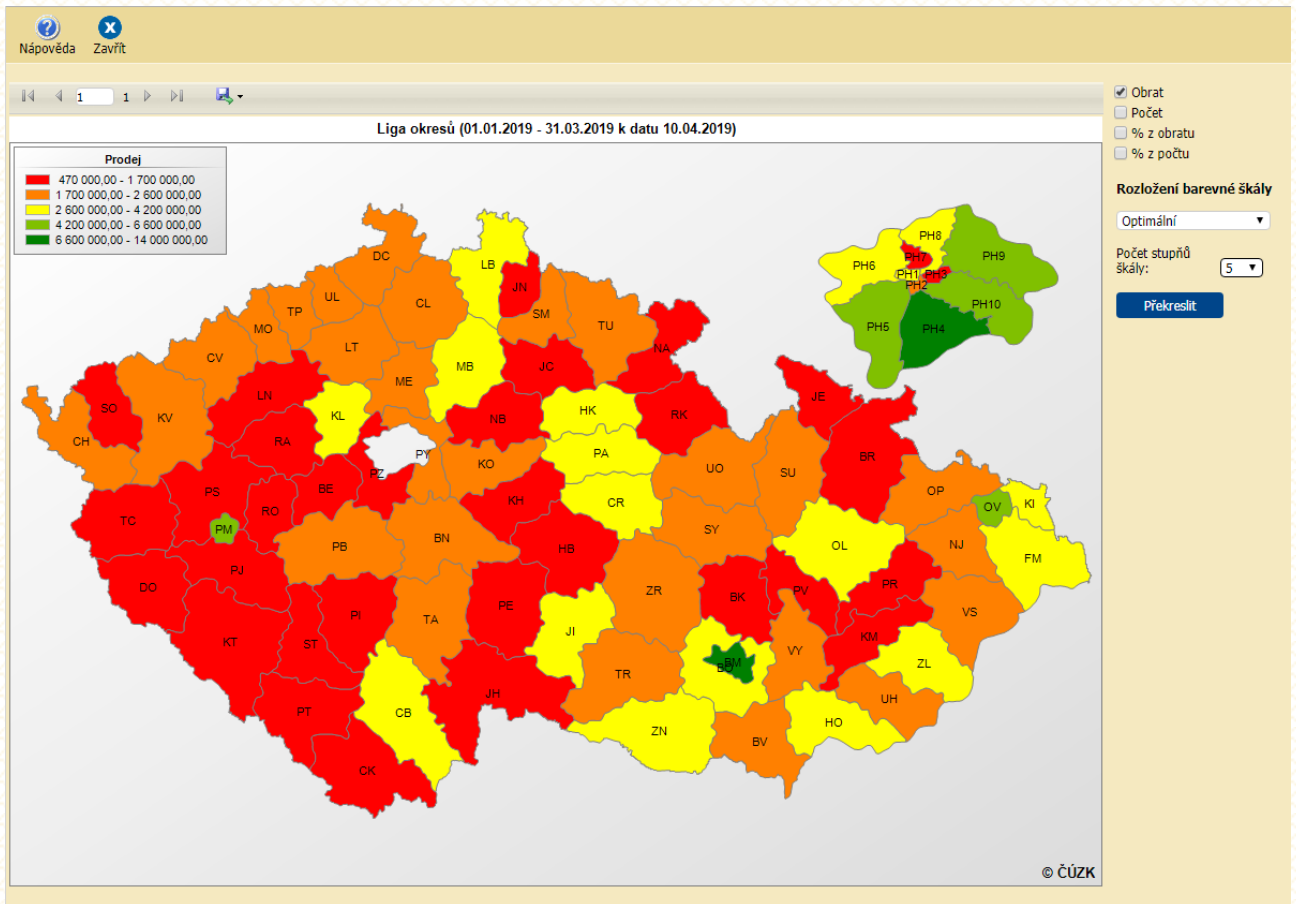 Nápověda Zavřít
1 1
Obrat
Počet
% z obratu
% z počtu
Rozložení barevné škály
Optimální
Počet stupňů
škály:
5
Překreslit
Liga okresů (01.01.2019 - 31.03.2019 k datu 10.04.2019)
Prodej
470 000,00 - 1 700 000,00
1 700 000,00 - 2 600 000,00
2 600 000,00 - 4 200 000,00
4 200 000,00 - 6 600 000,00
6 600 000,00 - 14 000 000,00
PH8
DC
PH7
PH9
LB
PH6
PH1 PH3
JN
PH2
UL
CL
PH10
TP
SM
MO
TU
PH5
PH4
LT
NA
CV
MB
JC
ME
LN
JE
SO
HK
KL
RK
KV
NB
CH
RA
PA
PY
BR
KO
UO
PZ
SU
BE
PS
OP
KH
CR
KI
RO
OV
TC
PM
SY
BN
PB
OL
NJ
HB
FM
PJ
PR
DO
ZR
PV
BK
PE
VS
PI
TA
JI
KM
KT
ST
VY
BM
BO
ZL
TR
JH
UH
PT
CB
HO
ZN
BV
CK
© ČÚZK